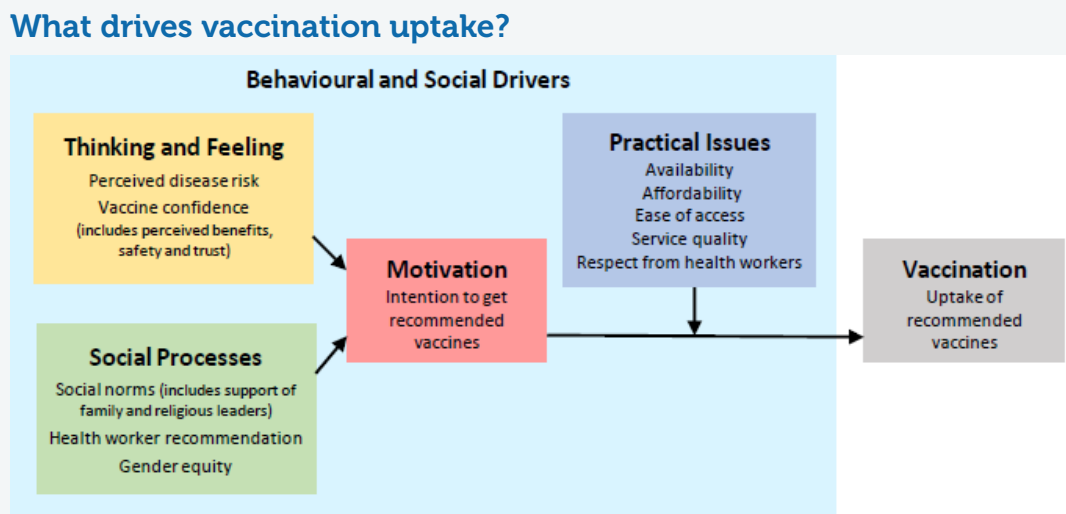 What drives vaccination uptake?
Behavioural and Social Drivers
Thinking and Feeling
Perceived disease risk
Vaccine confidence
(includes perceived benefits,
safety and trust)
Social Processes
Social norms (includes support of
family and religious leaders)
Health worker recommendation
Gender equity
Motivation
Intention to get
recommended
vaccines
Practical Issues
Availability
Affordability
Ease of access
Service quality
Respect from health workers
Vaccination
Uptake of
recommended
vaccines